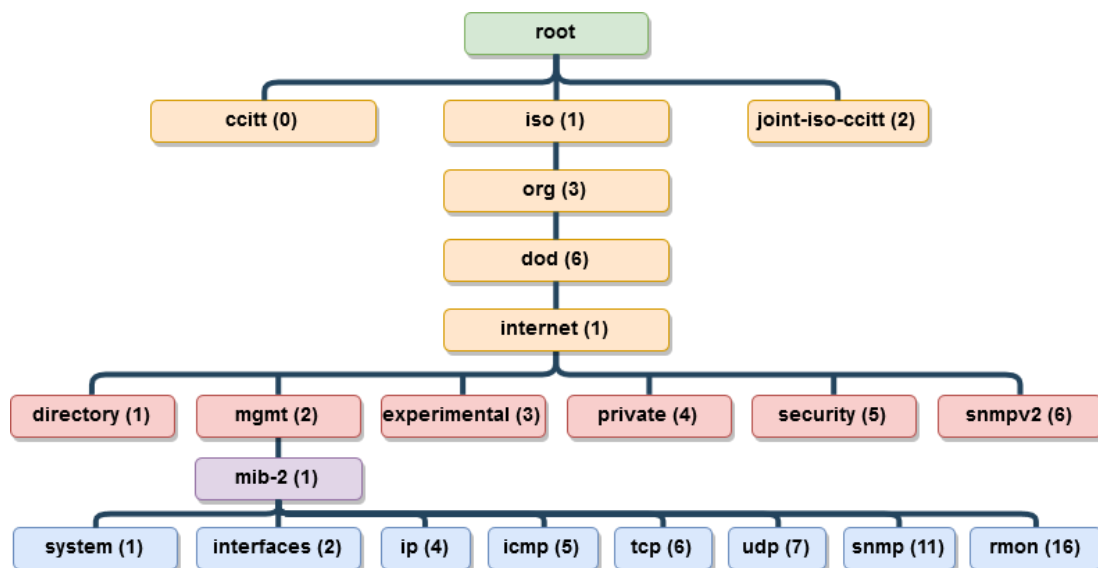 root
ccitt (0)
iso (1)
joint-iso-ccitt (2)
org (3)
dod (6)
internet (1)
directory (1)
mgmt (2)
experimental (3)
private (4)
security (5)
snmpv2 (6)
mib-2 (1)
system (1)
interfaces (2)
ip (4)
icmp (5)
tcp (6)
udp (7)
snmp (11)
rmon (16)